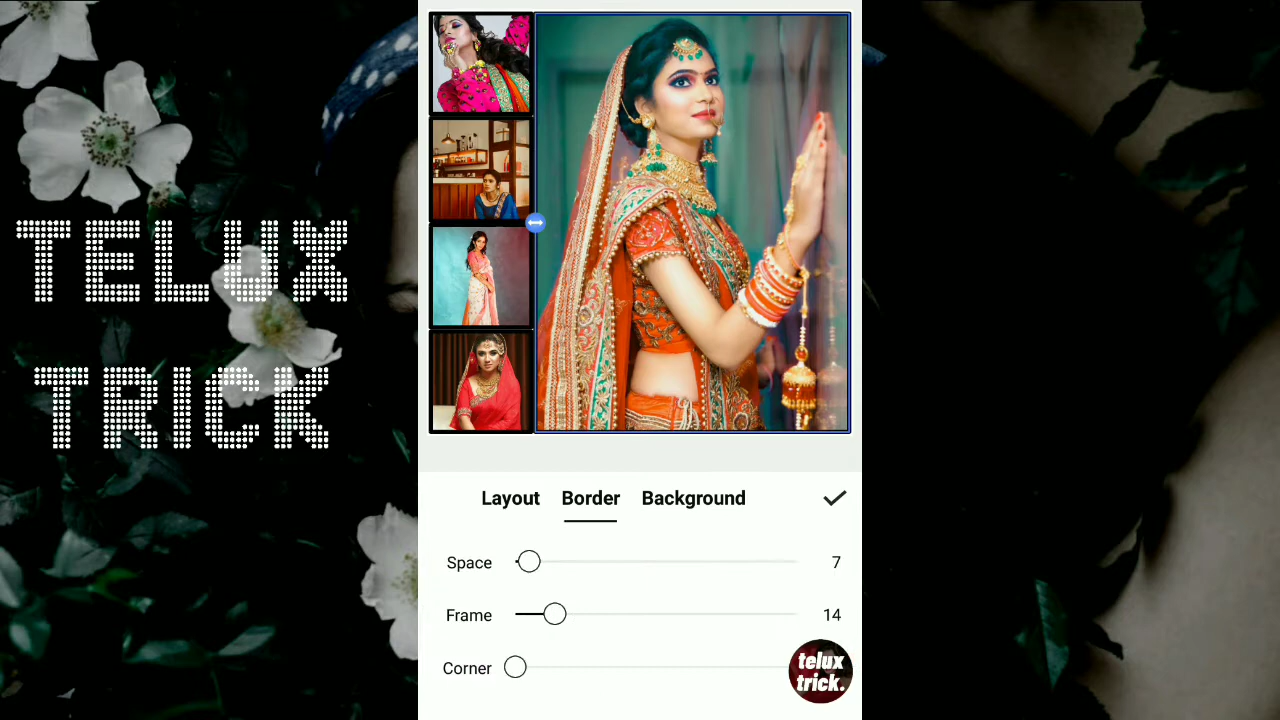 TELUX
TRICK
Layout Border Background
Space 7
Frame 14
Corner
telux
trick.